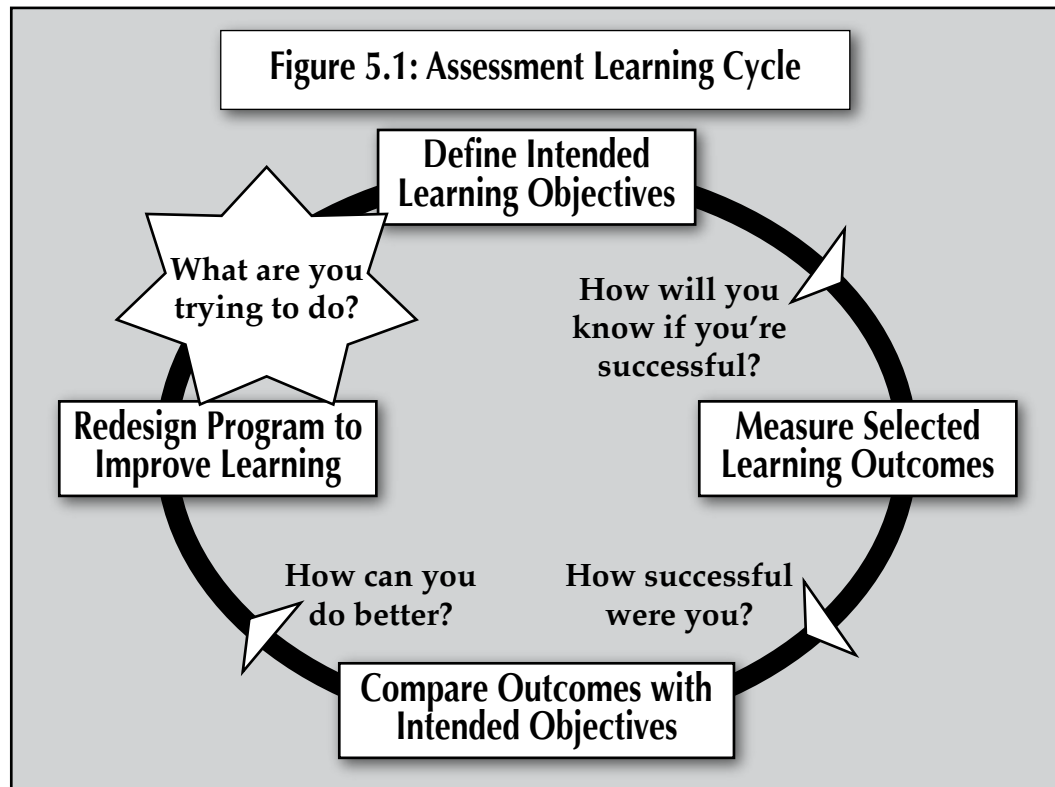 Figure 5.1: Assessment Learning Cycle
Define Intended
Learning Objectives
What are you
trying to do?
How will you
know if you're
successful?
Redesign Program to
Improve Learning
Measure Selected
Learning Outcomes
How can you
do better?
How successful
were you?
Compare Outcomes with
Intended Objectives